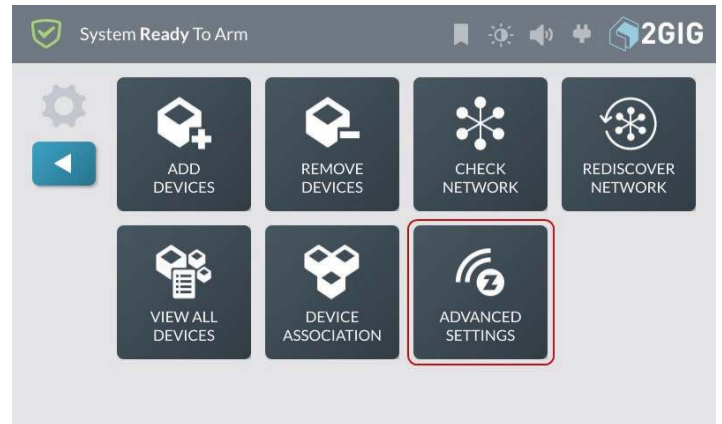 System Ready To Arm
2GIG
ADD
DEVICES
REMOVE
DEVICES
CHECK
NETWORK
REDISCOVER
NETWORK
VIEW ALL
DEVICES
DEVICE
ASSOCIATION
Z
ADVANCED
SETTINGS